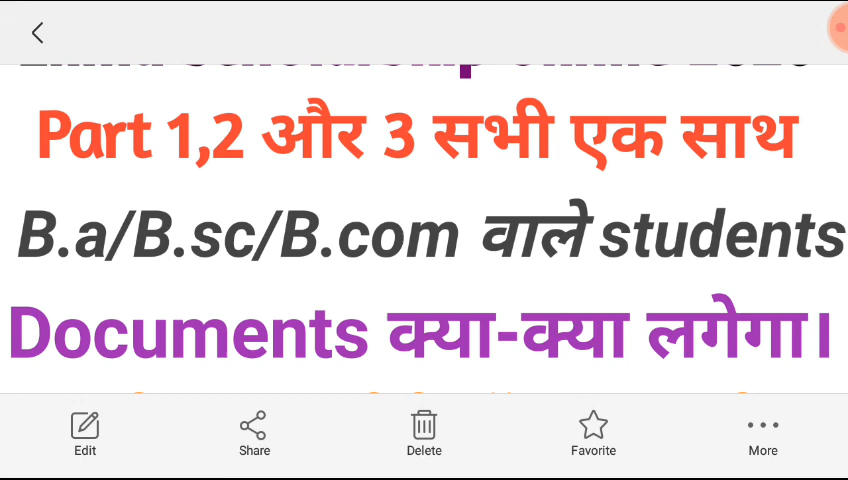 Part 1,2 और 3 सभी एक साथ
B.a/B.sc/B.com वाले students
Documents क्या-क्या लगेगा।
Edit Share Delete Favorite More